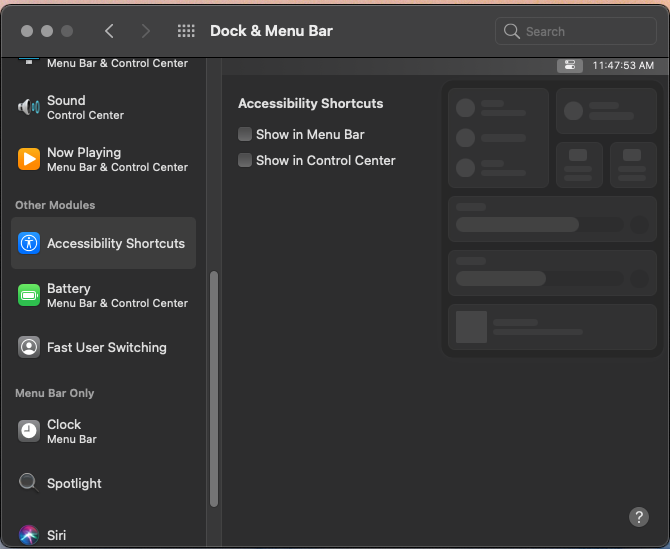 Dock & Menu Bar
Search
Menu Bar & Control Center
Sound
Control Center
Now Playing
Menu Bar & Control Center
Other Modules
Accessibility Shortcuts
Battery
Menu Bar & Control Center
Fast User Switching
Menu Bar Only
Clock
Menu Bar
Spotlight
Siri
11:47:53 AM
Accessibility Shortcuts
Show in Menu Bar
Show in Control Center
?